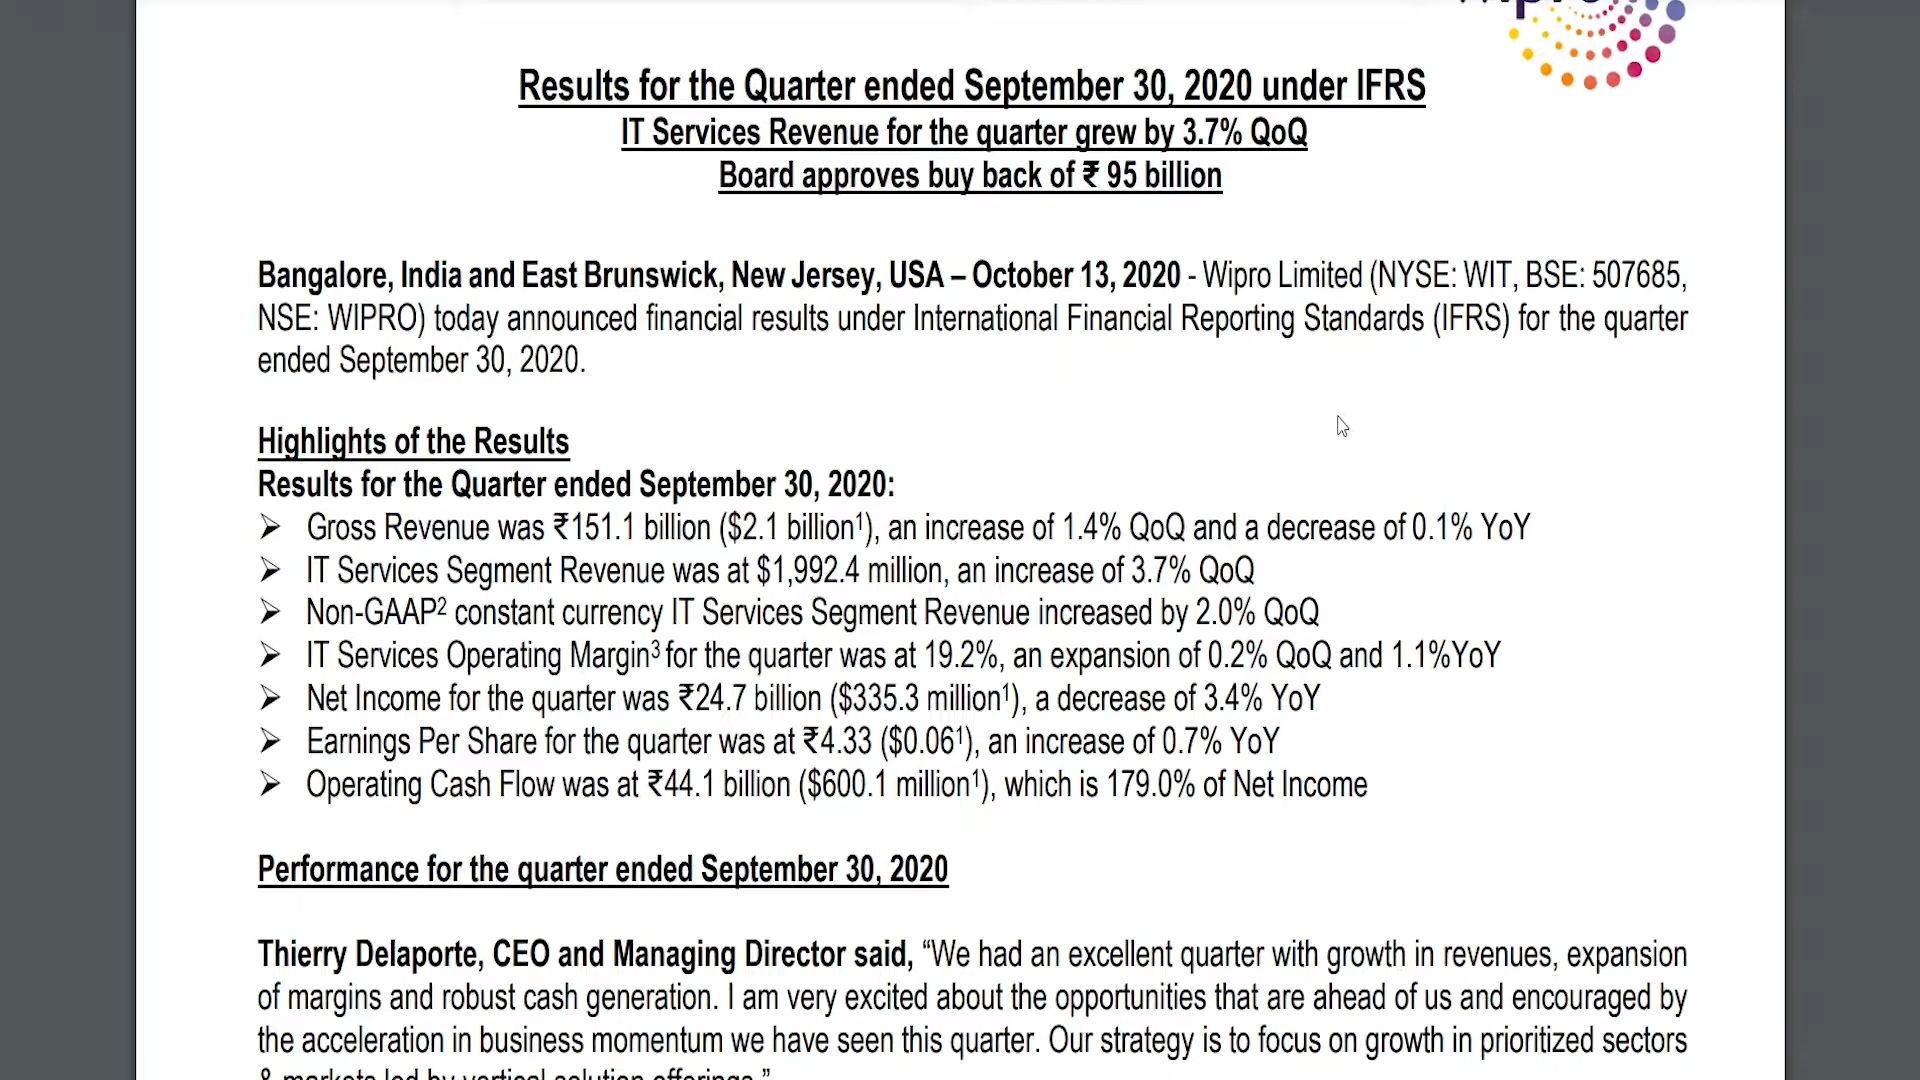 Results for the Quarter ended September 30, 2020 under IFRS
IT Services Revenue for the quarter grew by 3.7% QoQ
Board approves buy back of ₹ 95 billion
Bangalore, India and East Brunswick, New Jersey, USA – October 13, 2020 - Wipro Limited (NYSE: WIT, BSE: 507685,
NSE: WIPRO) today announced financial results under International Financial Reporting Standards (IFRS) for the quarter
ended September 30, 2020.
Highlights of the Results
Results for the Quarter ended September 30, 2020:
➢ Gross Revenue was ₹151.1 billion ($2.1 billion¹), an increase of 1.4% QoQ and a decrease of 0.1% YoY
➢ IT Services Segment Revenue was at $1,992.4 million, an increase of 3.7% QoQ
➢ Non-GAAP² constant currency IT Services Segment Revenue increased by 2.0% QoQ
➢ IT Services Operating Margin³ for the quarter was at 19.2%, an expansion of 0.2% QoQ and 1.1%YoY
➢ Net Income for the quarter was ₹24.7 billion ($335.3 million¹), a decrease of 3.4% YoY
➢ Earnings Per Share for the quarter was at ₹4.33 ($0.06¹), an increase of 0.7% YoY
➢ Operating Cash Flow was at ₹44.1 billion ($600.1 million¹), which is 179.0% of Net Income
Performance for the quarter ended September 30, 2020
Thierry Delaporte, CEO and Managing Director said, “We had an excellent quarter with growth in revenues, expansion
of margins and robust cash generation. I am very excited about the opportunities that are ahead of us and encouraged by
the acceleration in business momentum we have seen this quarter. Our strategy is to focus on growth in prioritized sectors
& markets led by vertical solution offerings.”